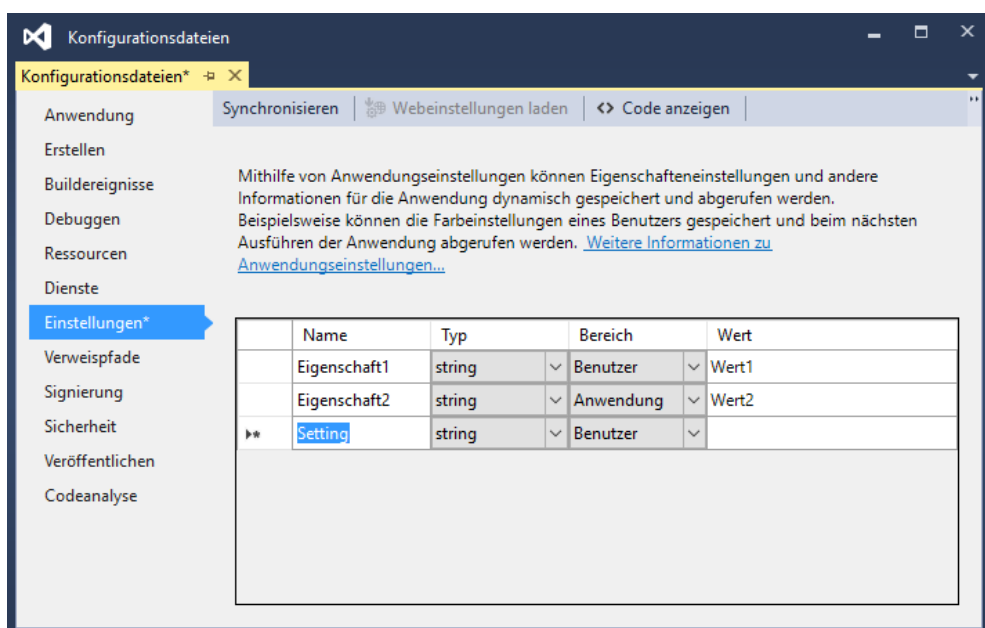 Konfigurationsdateien
Konfigurationsdateien*
Anwendung
Erstellen
Buildereignisse
Debuggen
Ressourcen
Dienste
Einstellungen*
Verweispfade
Signierung
Sicherheit
Veröffentlichen
Codeanalyse
Synchronisieren Webeinstellungen laden <> Code anzeigen
Mithilfe von Anwendungseinstellungen können Eigenschafteneinstellungen und andere
Informationen für die Anwendung dynamisch gespeichert und abgerufen werden.
Beispielsweise können die Farbeinstellungen eines Benutzers gespeichert und beim nächsten
Ausführen der Anwendung abgerufen werden. Weitere Informationen zu
Anwendungseinstellungen...
Name Typ Bereich Wert
Eigenschaft1 string Benutzer Wert1
Eigenschaft2 string Anwendung Wert2
Setting string Benutzer